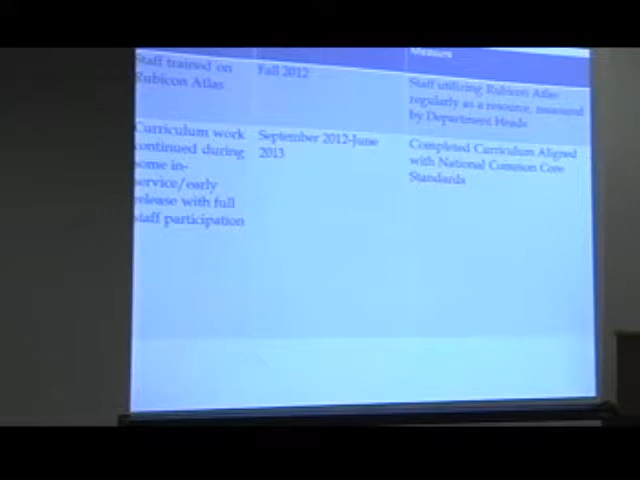 Measure
Staff trained on
Rubicon Atlas
Fall 2012
Staff utilizing Rubicon Atlas
regularly as a resource, measured
by Department Heads
Curriculum work
continued during
some in-
service/early
release with full
staff participation
September 2012-June
2013
Completed Curriculum Aligned
with National Common Core
Standards